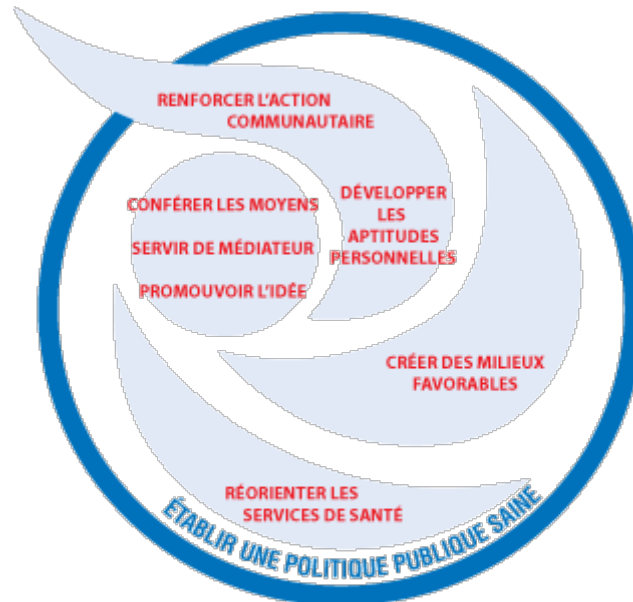 RENFORCER L'ACTION
COMMUNAUTAIRE
CONFÉRER LES MOYENS
SERVIR DE MÉDIATEUR
PROMOUVOIR L'IDÉE
DÉVELOPPER
LES
APTITUDES
PERSONNELLES
CRÉER DES MILIEUX
FAVORABLES
RÉORIENTER LES
SERVICES DE SANTÉ
ÉTABLIR UNE POLITIQUE PUBLIQUE SAINE